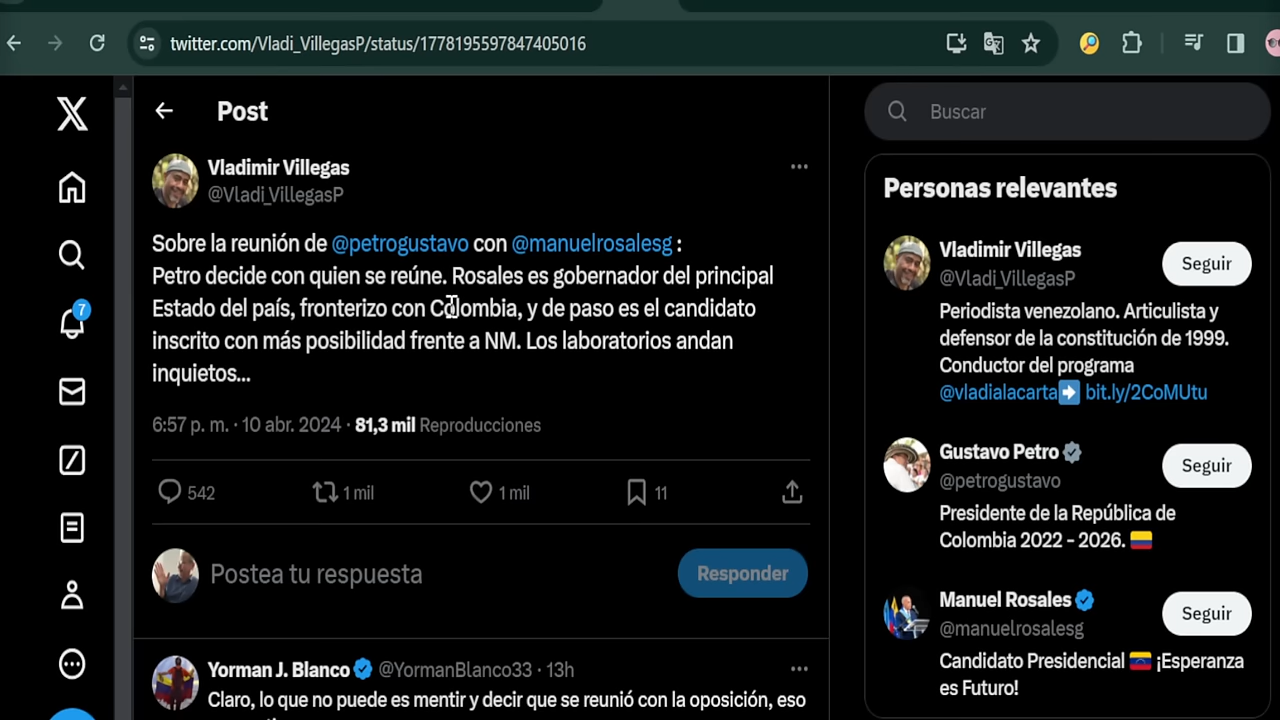 twitter.com/Vladi_VillegasP/status/1778195597847405016
Post
Vladimir Villegas
@Vladi_VillegasP
Sobre la reunión de @petrogustavo con @manuelrosalesg :
Petro decide con quien se reúne. Rosales es gobernador del principal
Estado del país, fronterizo con Colombia, y de paso es el candidato
inscrito con más posibilidad frente a NM. Los laboratorios andan
inquietos...
6:57 p. m. · 10 abr. 2024 · 81,3 mil Reproducciones
542 1 mil 1 mil 11
Postea tu respuesta
Responder
Yorman J. Blanco @YormanBlanco33 · 13h
Claro, lo que no puede es mentir y decir que se reunió con la oposición, eso
7
Buscar
Personas relevantes
Vladimir Villegas
@Vladi_VillegasP
Seguir
Periodista venezolano. Articulista y
defensor de la constitución de 1999.
Conductor del programa
@vladialacarta➡️ bit.ly/2CoMUtu
Gustavo Petro
@petrogustavo
Seguir
Presidente de la República de
Colombia 2022 - 2026. 🇨🇴
Manuel Rosales
@manuelrosalesg
Seguir
Candidato Presidencial 🇻🇪 ¡Esperanza
es Futuro!